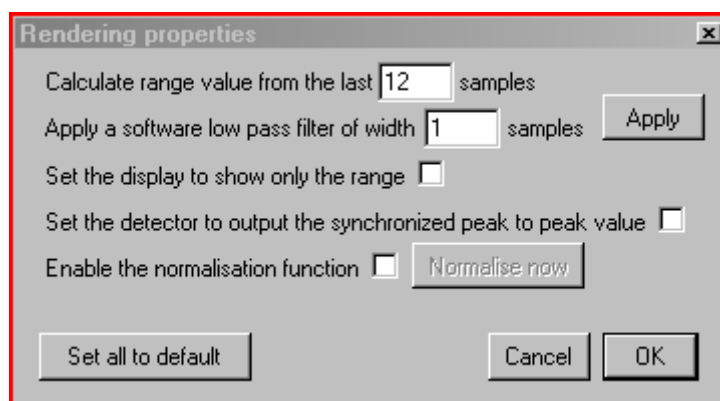 Rendering properties
Calculate range value from the last 12 samples
Apply a software low pass filter of width 1 samples Apply
Set the display to show only the range
Set the detector to output the synchronized peak to peak value
Enable the normalisation function Normalise now
Set all to default Cancel OK